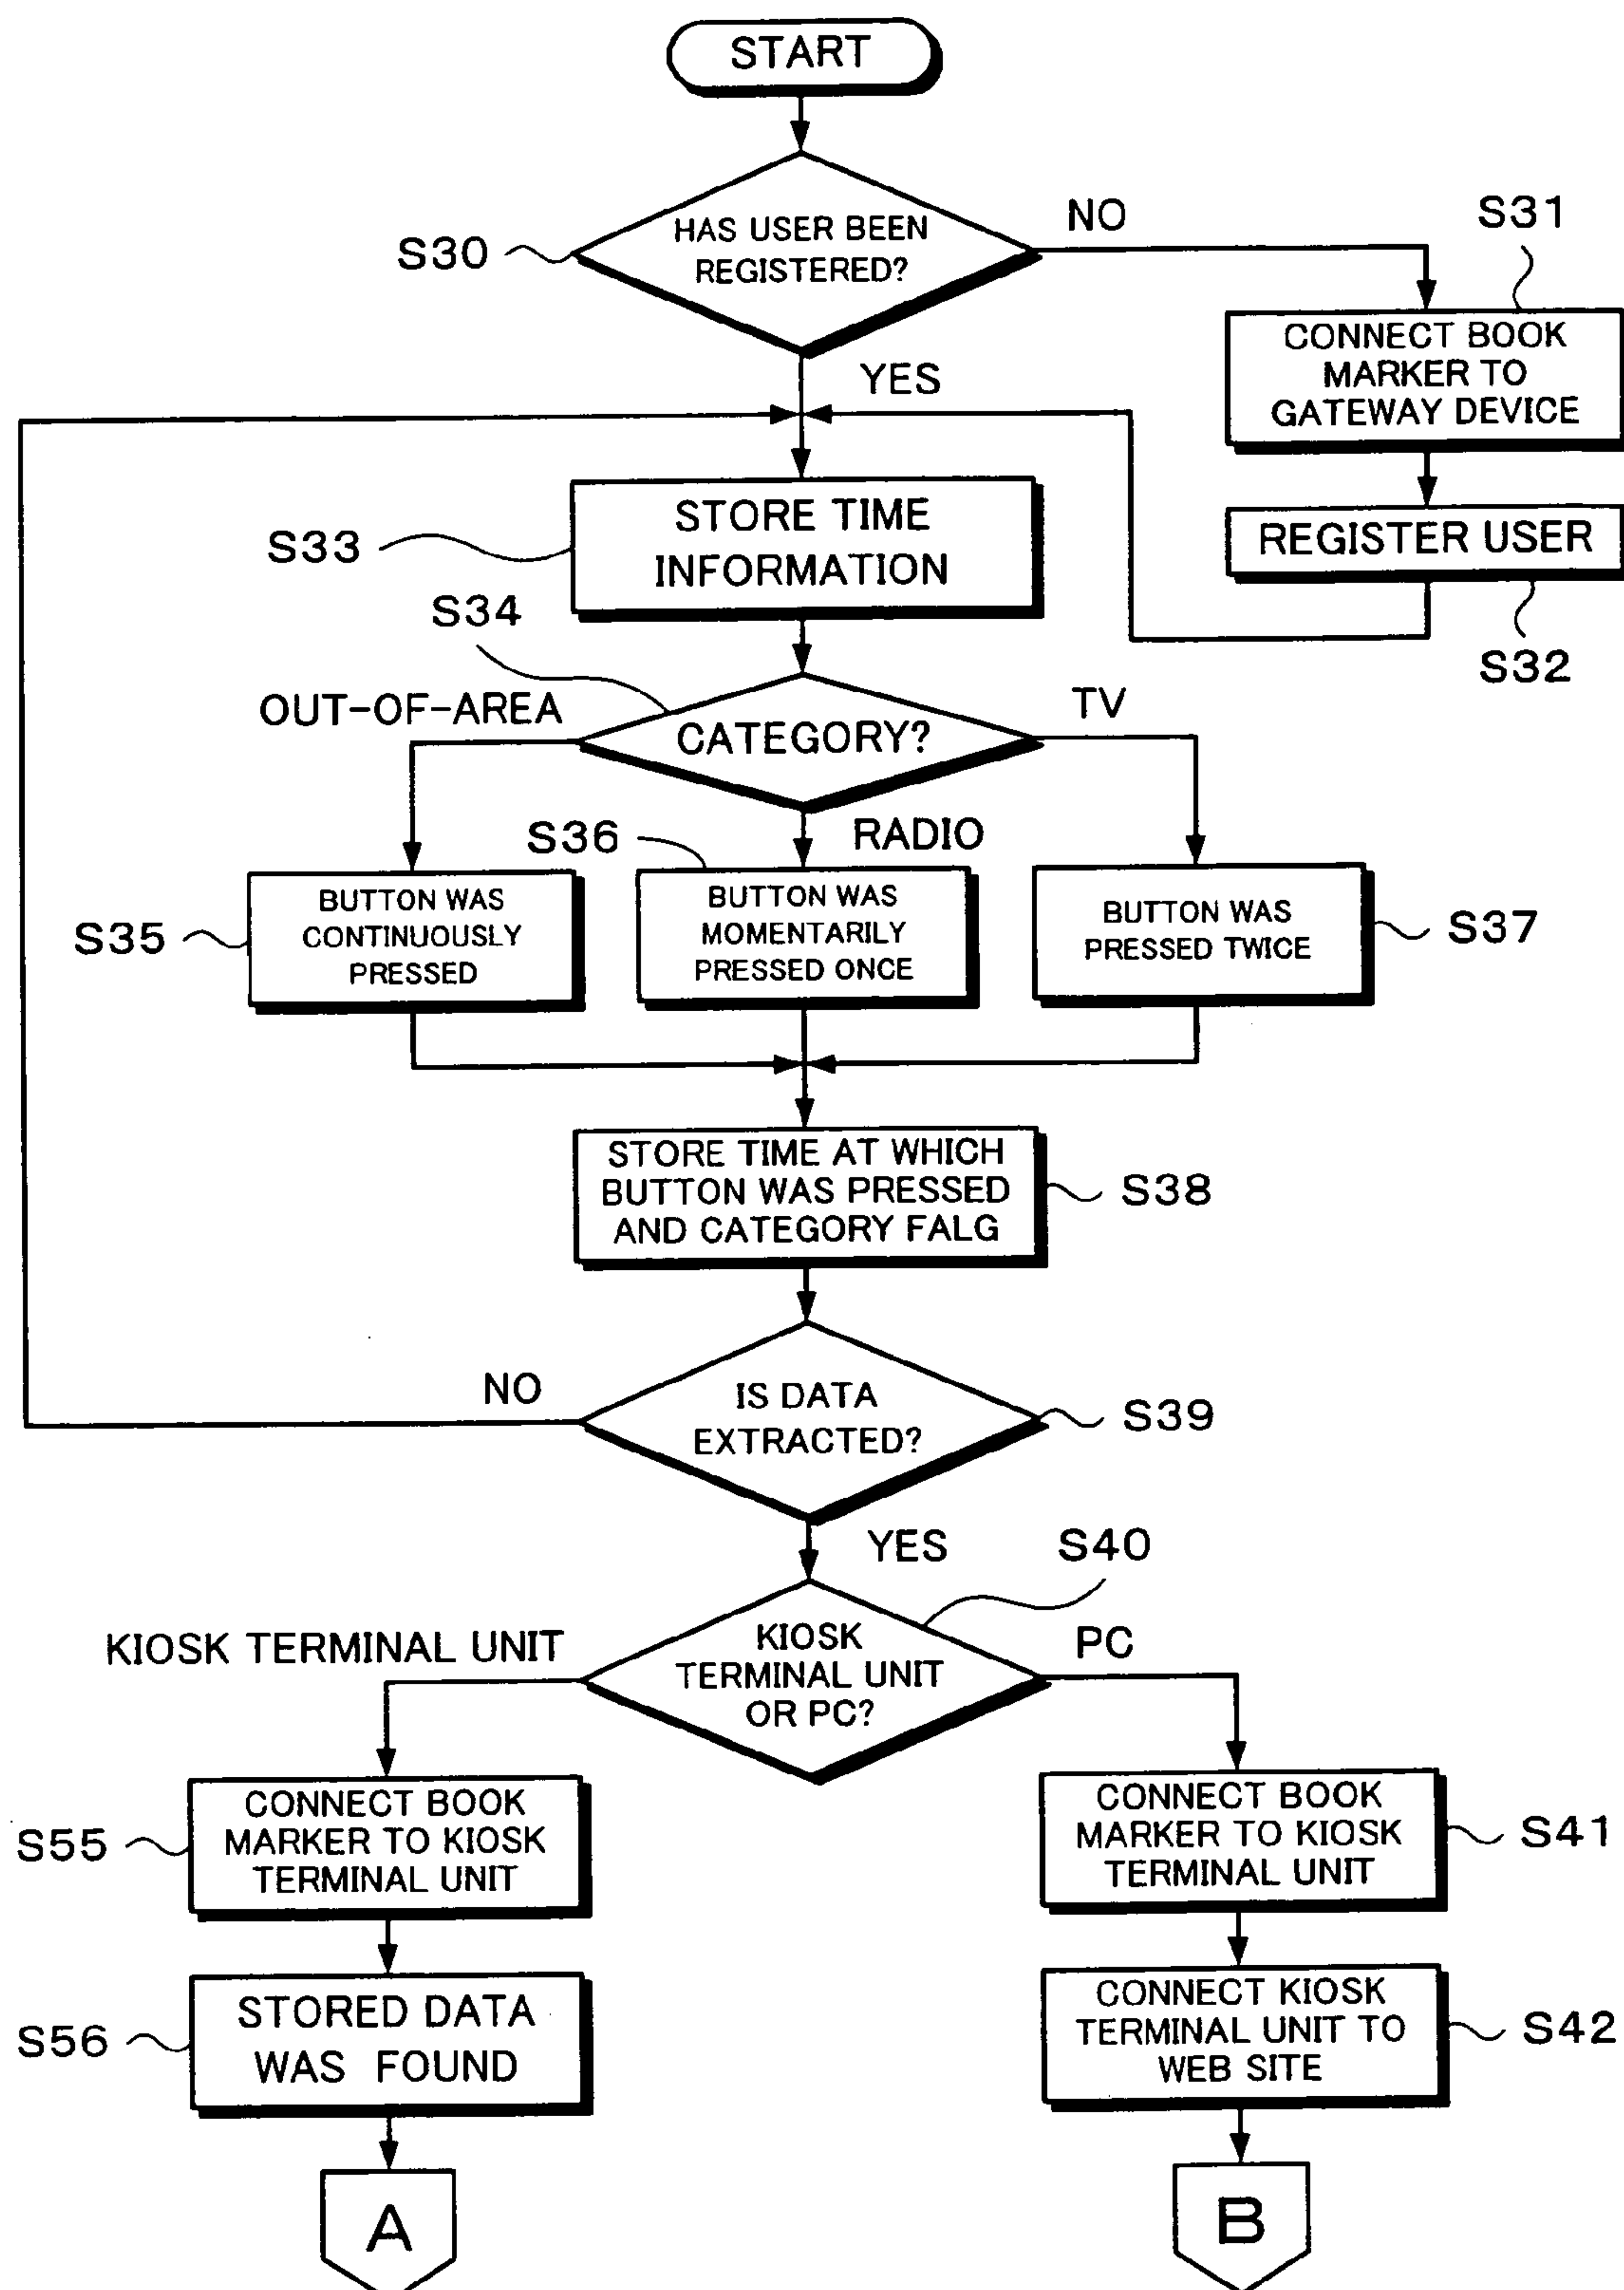 START
S30
HAS USER BEEN
REGISTERED?
NO
YES
S31
CONNECT BOOK
MARKER TO
GATEWAY DEVICE
REGISTER USER
S32
S33
STORE TIME
INFORMATION
S34
OUT-OF-AREA
CATEGORY?
TV
RADIO
S35
BUTTON WAS
CONTINUOUSLY
PRESSED
S36
BUTTON WAS
MOMENTARILY
PRESSED ONCE
BUTTON WAS
PRESSED TWICE
S37
STORE TIME AT WHICH
BUTTON WAS PRESSED
AND CATEGORY FALG
S38
NO
IS DATA
EXTRACTED?
S39
YES
S40
KIOSK TERMINAL UNIT
KIOSK
TERMINAL UNIT
OR PC?
PC
S55
CONNECT BOOK
MARKER TO KIOSK
TERMINAL UNIT
CONNECT BOOK
MARKER TO KIOSK
TERMINAL UNIT
S41
S56
STORED DATA
WAS FOUND
CONNECT KIOSK
TERMINAL UNIT TO
WEB SITE
S42
A
B